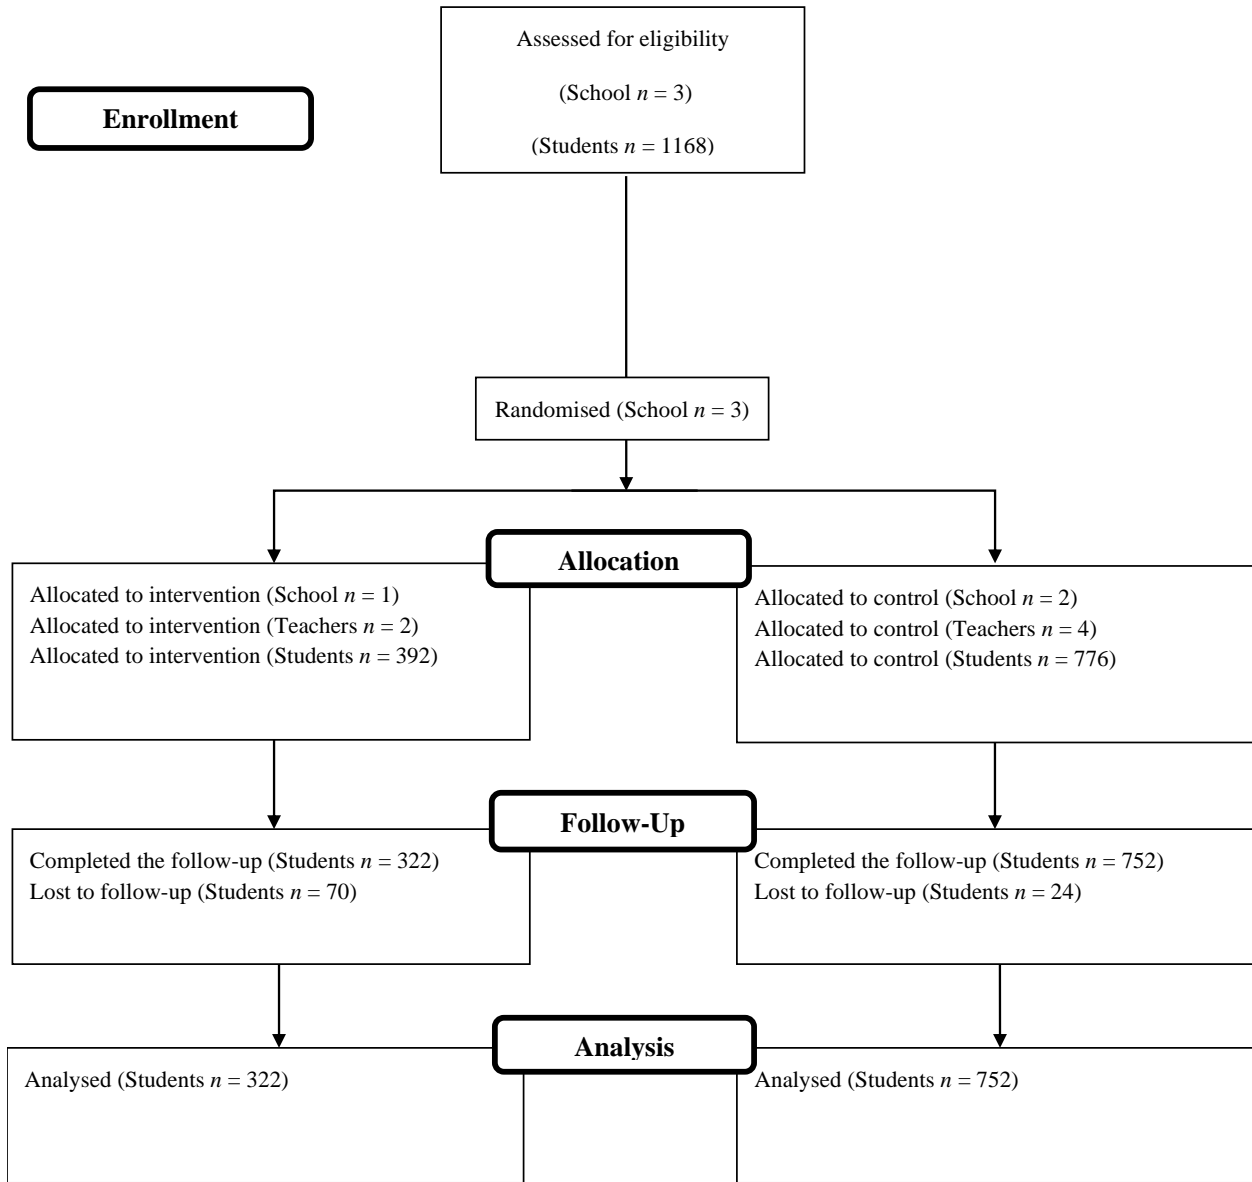 Assessed for eligibility
(School n = 3)
(Students n = 1168)
Enrollment
Randomised (School n = 3)
Allocation
Allocated to intervention (School n = 1)
Allocated to intervention (Teachers n = 2)
Allocated to intervention (Students n = 392)
Allocated to control (School n = 2)
Allocated to control (Teachers n = 4)
Allocated to control (Students n = 776)
Follow-Up
Completed the follow-up (Students n = 322)
Lost to follow-up (Students n = 70)
Completed the follow-up (Students n = 752)
Lost to follow-up (Students n = 24)
Analysis
Analysed (Students n = 322)
Analysed (Students n = 752)